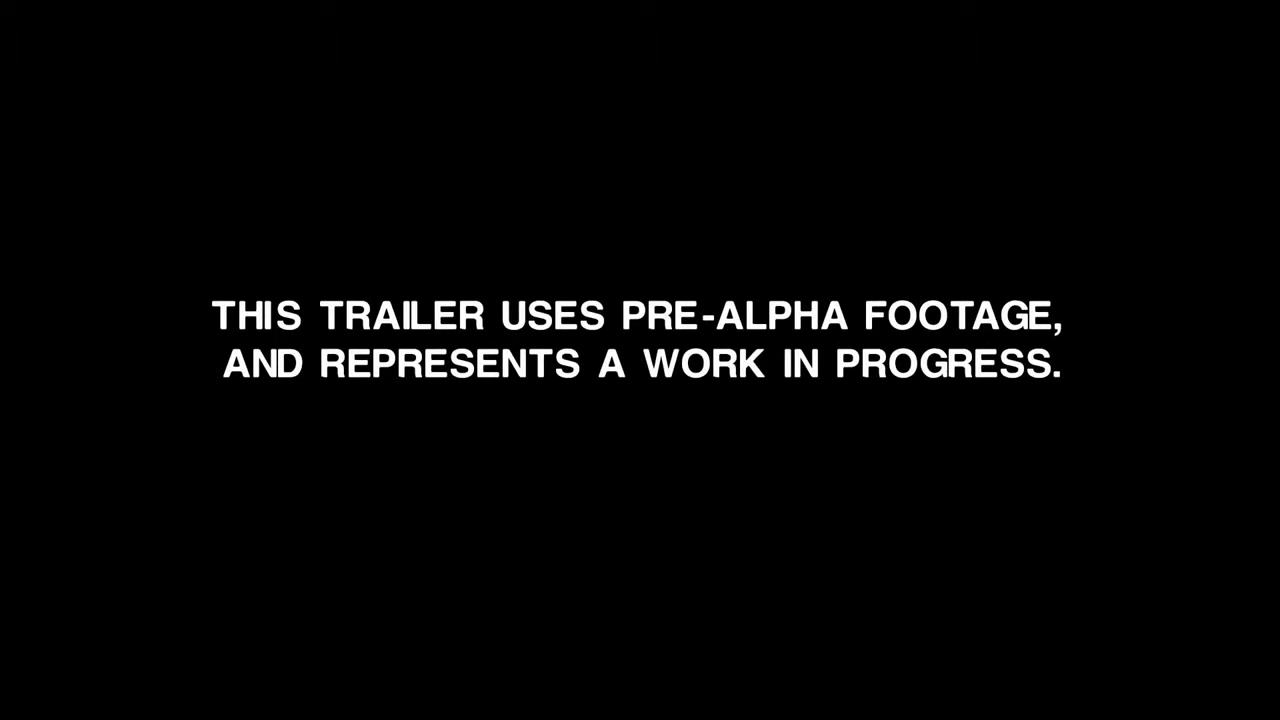 THIS TRAILER USES PRE-ALPHA FOOTAGE,
AND REPRESENTS A WORK IN PROGRESS.